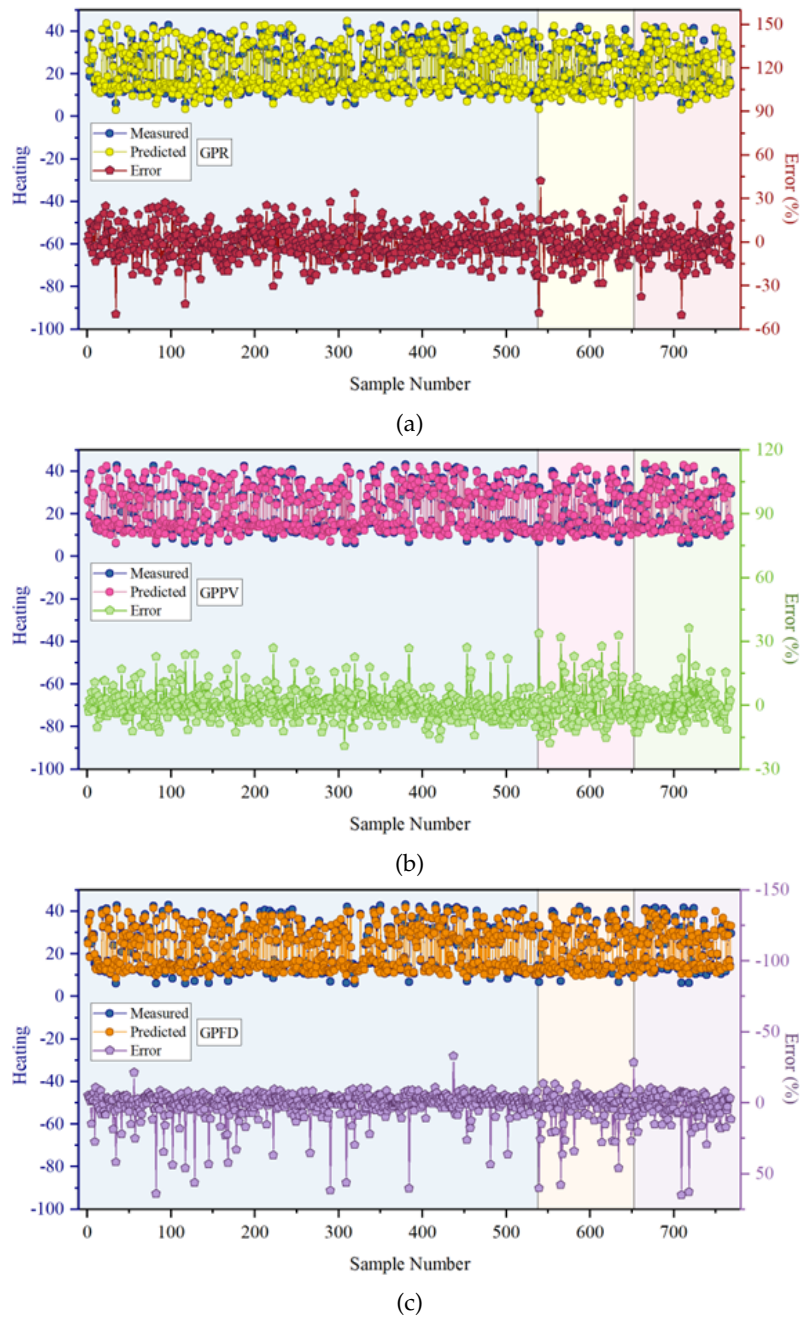 40
20
0
-20
-40
-60
-80
-100
Heating
Measured
Predicted
Error
GPR
150
120
90
60
30
0
-30
-60
Error (%)
0 100 200 300 400 500 600 700
Sample Number
(a)
40
20
0
-20
-40
-60
-80
-100
Heating
Measured
Predicted
Error
GPPV
120
90
60
30
0
-30
Error (%)
0 100 200 300 400 500 600 700
Sample Number
(b)
40
20
0
-20
-40
-60
-80
-100
Heating
Measured
Predicted
Error
GPFD
-150
-100
-50
0
50
Error (%)
0 100 200 300 400 500 600 700
Sample Number
(c)